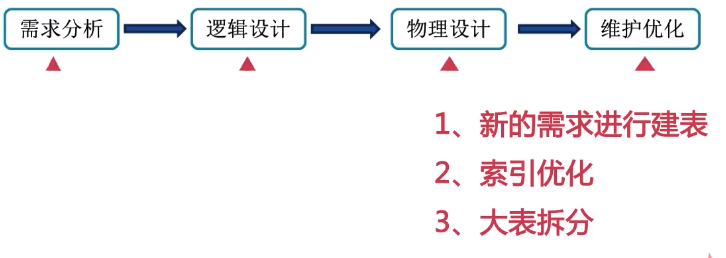 需求分析 逻辑设计 物理设计 维护优化
1、新的需求进行建表
2、索引优化
3、大表拆分